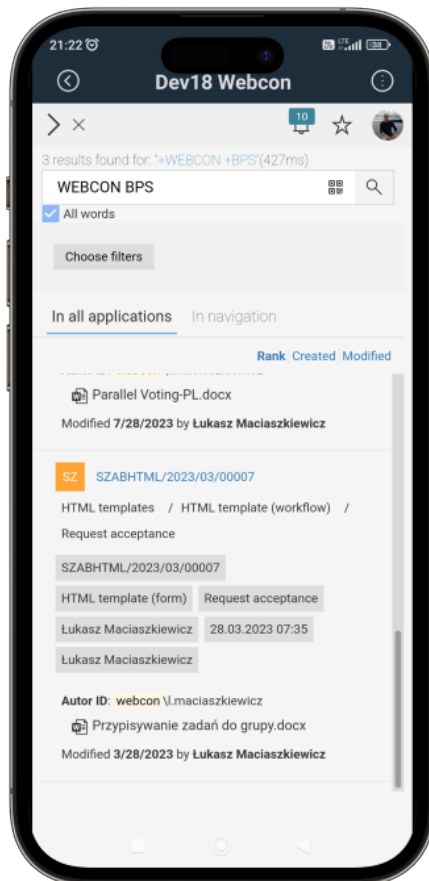 21:22
Dev18 Webcon
10
3 results found for: "+WEBCON +BPS"(427ms)
WEBCON BPS
All words
Choose filters
In all applications In navigation
Rank Created Modified
Parallel Voting-PL.docx
Modified 7/28/2023 by Łukasz Maciaszkiewicz
SZ SZABHTML/2023/03/00007
HTML templates / HTML template (workflow) /
Request acceptance
SZABHTML/2023/03/00007
HTML template (form) Request acceptance
Łukasz Maciaszkiewicz 28.03.2023 07:35
Łukasz Maciaszkiewicz
Autor ID: webcon \l.maciaszkiewicz
Przypisywanie zadań do grupy.docx
Modified 3/28/2023 by Łukasz Maciaszkiewicz